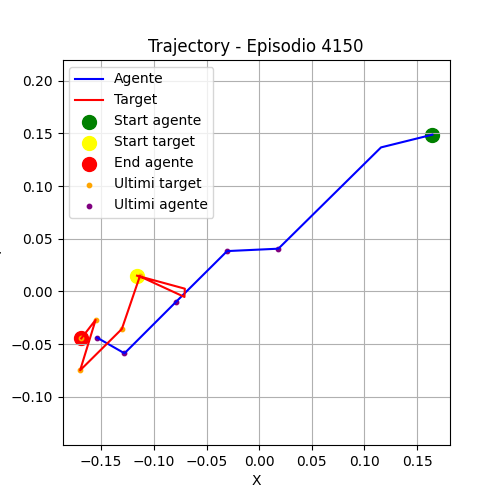 Trajectory - Episodio 4150
Agente
Target
Start agente
Start target
End agente
Ultimi target
Ultimi agente
0.20
0.15
0.10
0.05
0.00
−0.05
−0.10
−0.15 −0.10 −0.05 0.00 0.05 0.10 0.15
X